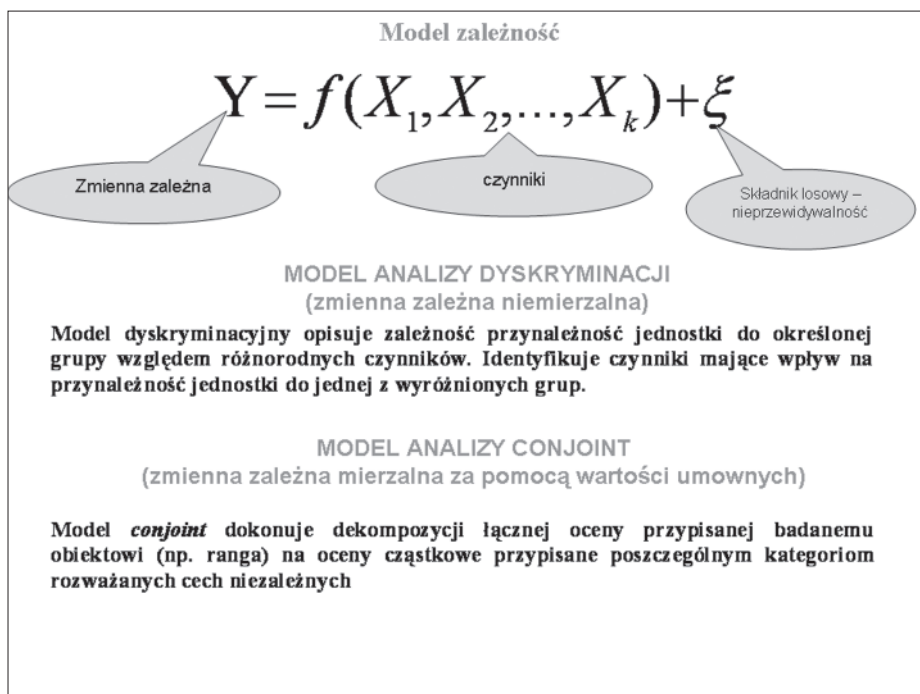 Model zależność
Y = f(X₁, X₂,..., Xₖ) + ξ
Zmienna zależna
czynniki
Składnik losowy –
nieprzewidywalność
MODEL ANALIZY DYSKRYMINACJI
(zmienna zależna niemierzalna)
Model dyskryminacyjny opisuje zależność przynależność jednostki do określonej
grupy względem różnorodnych czynników. Identyfikuje czynniki mające wpływ na
przynależność jednostki do jednej z wyróżnionych grup.
MODEL ANALIZY CONJOINT
(zmienna zależna mierzalna za pomocą wartości umownych)
Model conjoint dokonuje dekompozycji łącznej oceny przypisanej badanemu
obiektowi (np. ranga) na oceny cząstkowe przypisane poszczególnym kategoriom
rozważanych cech niezależnych